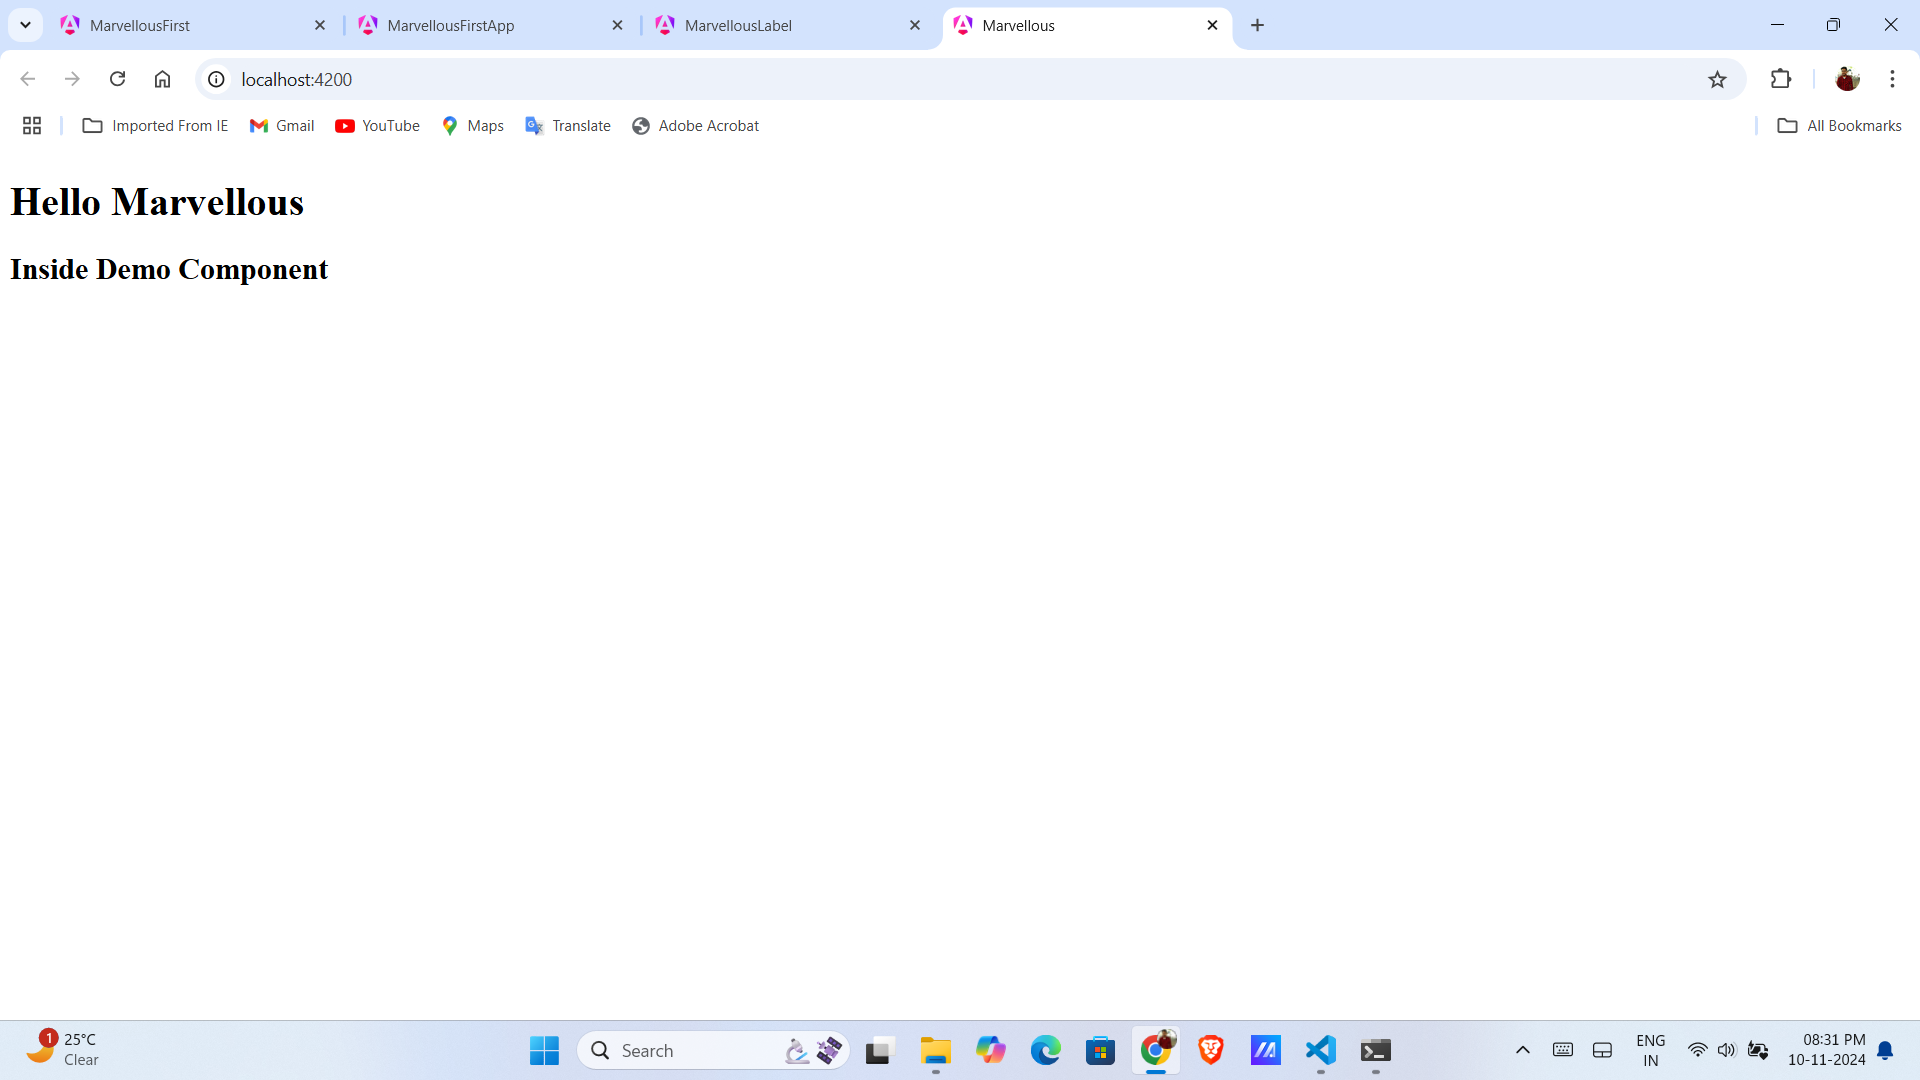 MarvellousFirst
MarvellousFirstApp
MarvellousLabel
Marvellous
localhost:4200
Imported From IE
Gmail
YouTube
Maps
Translate
Adobe Acrobat
All Bookmarks
Hello Marvellous
Inside Demo Component
1
25°C
Clear
Search
ENG
IN
08:31 PM
10-11-2024